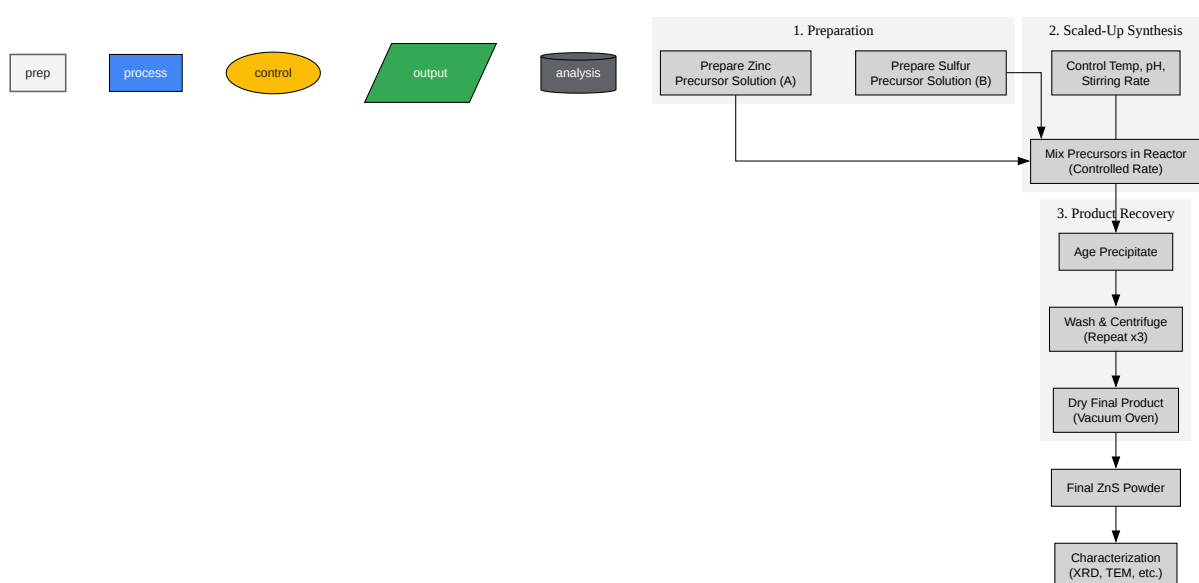 prep
process
control
output
analysis
1. Preparation
Prepare Zinc
Precursor Solution (A)
Prepare Sulfur
Precursor Solution (B)
2. Scaled-Up Synthesis
Control Temp, pH,
Stirring Rate
Mix Precursors in Reactor
(Controlled Rate)
3. Product Recovery
Age Precipitate
Wash & Centrifuge
(Repeat x3)
Dry Final Product
(Vacuum Oven)
Final ZnS Powder
Characterization
(XRD, TEM, etc.)